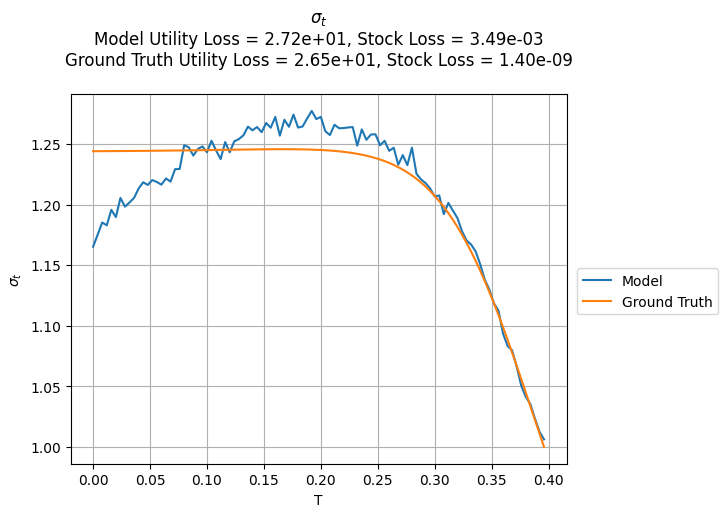 σₜ
Model Utility Loss = 2.72e+01, Stock Loss = 3.49e-03
Ground Truth Utility Loss = 2.65e+01, Stock Loss = 1.40e-09
1.25
1.20
1.15
1.10
1.05
1.00
σₜ
0.00 0.05 0.10 0.15 0.20 0.25 0.30 0.35 0.40
T
Model
Ground Truth